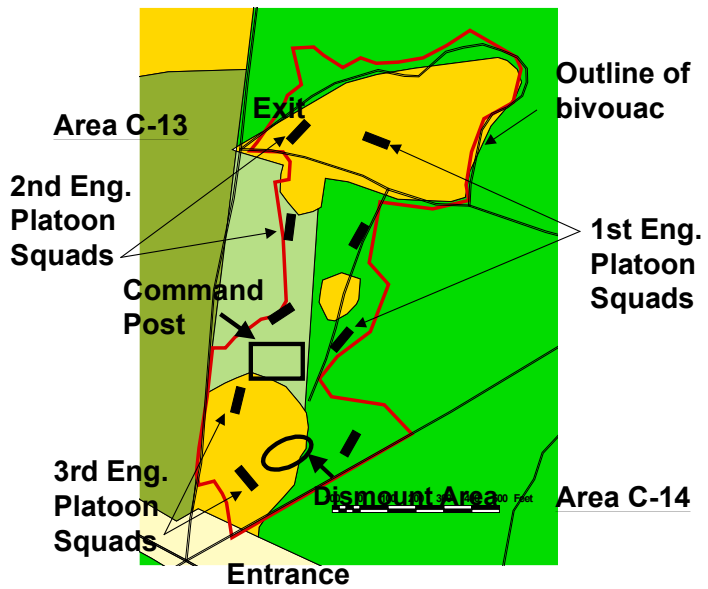 Outline of
bivouac
Exit
Area C-13
2nd Eng.
Platoon
Squads
1st Eng.
Platoon
Squads
Command
Post
3rd Eng.
Platoon
Squads
Dismount Area
Feet
Area C-14
Entrance